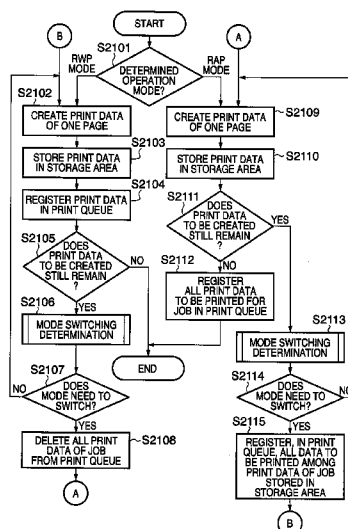 START
B
A
S2101
RWP
MODE
DETERMINED
OPERATION
MODE?
RAP
MODE
S2102
CREATE PRINT DATA
OF ONE PAGE
S2103
STORE PRINT DATA
IN STORAGE AREA
S2104
REGISTER PRINT DATA
IN PRINT QUEUE
S2105
DOES
PRINT DATA
TO BE CREATED
STILL REMAIN
?
NO
YES
S2106
MODE SWITCHING
DETERMINATION
S2107
DOES
MODE NEED TO
SWITCH?
NO
YES
S2108
DELETE ALL PRINT
DATA OF JOB
FROM PRINT QUEUE
A
S2109
CREATE PRINT DATA
OF ONE PAGE
S2110
STORE PRINT DATA
IN STORAGE AREA
S2111
DOES
PRINT DATA
TO BE CREATED
STILL REMAIN
?
YES
NO
S2112
REGISTER
ALL PRINT DATA
TO BE PRINTED FOR
JOB IN PRINT QUEUE
END
S2113
MODE SWITCHING
DETERMINATION
S2114
DOES
MODE NEED TO
SWITCH?
NO
YES
S2115
REGISTER, IN PRINT
QUEUE, ALL DATA TO
BE PRINTED AMONG
PRINT DATA OF JOB
STORED IN
STORAGE AREA
B